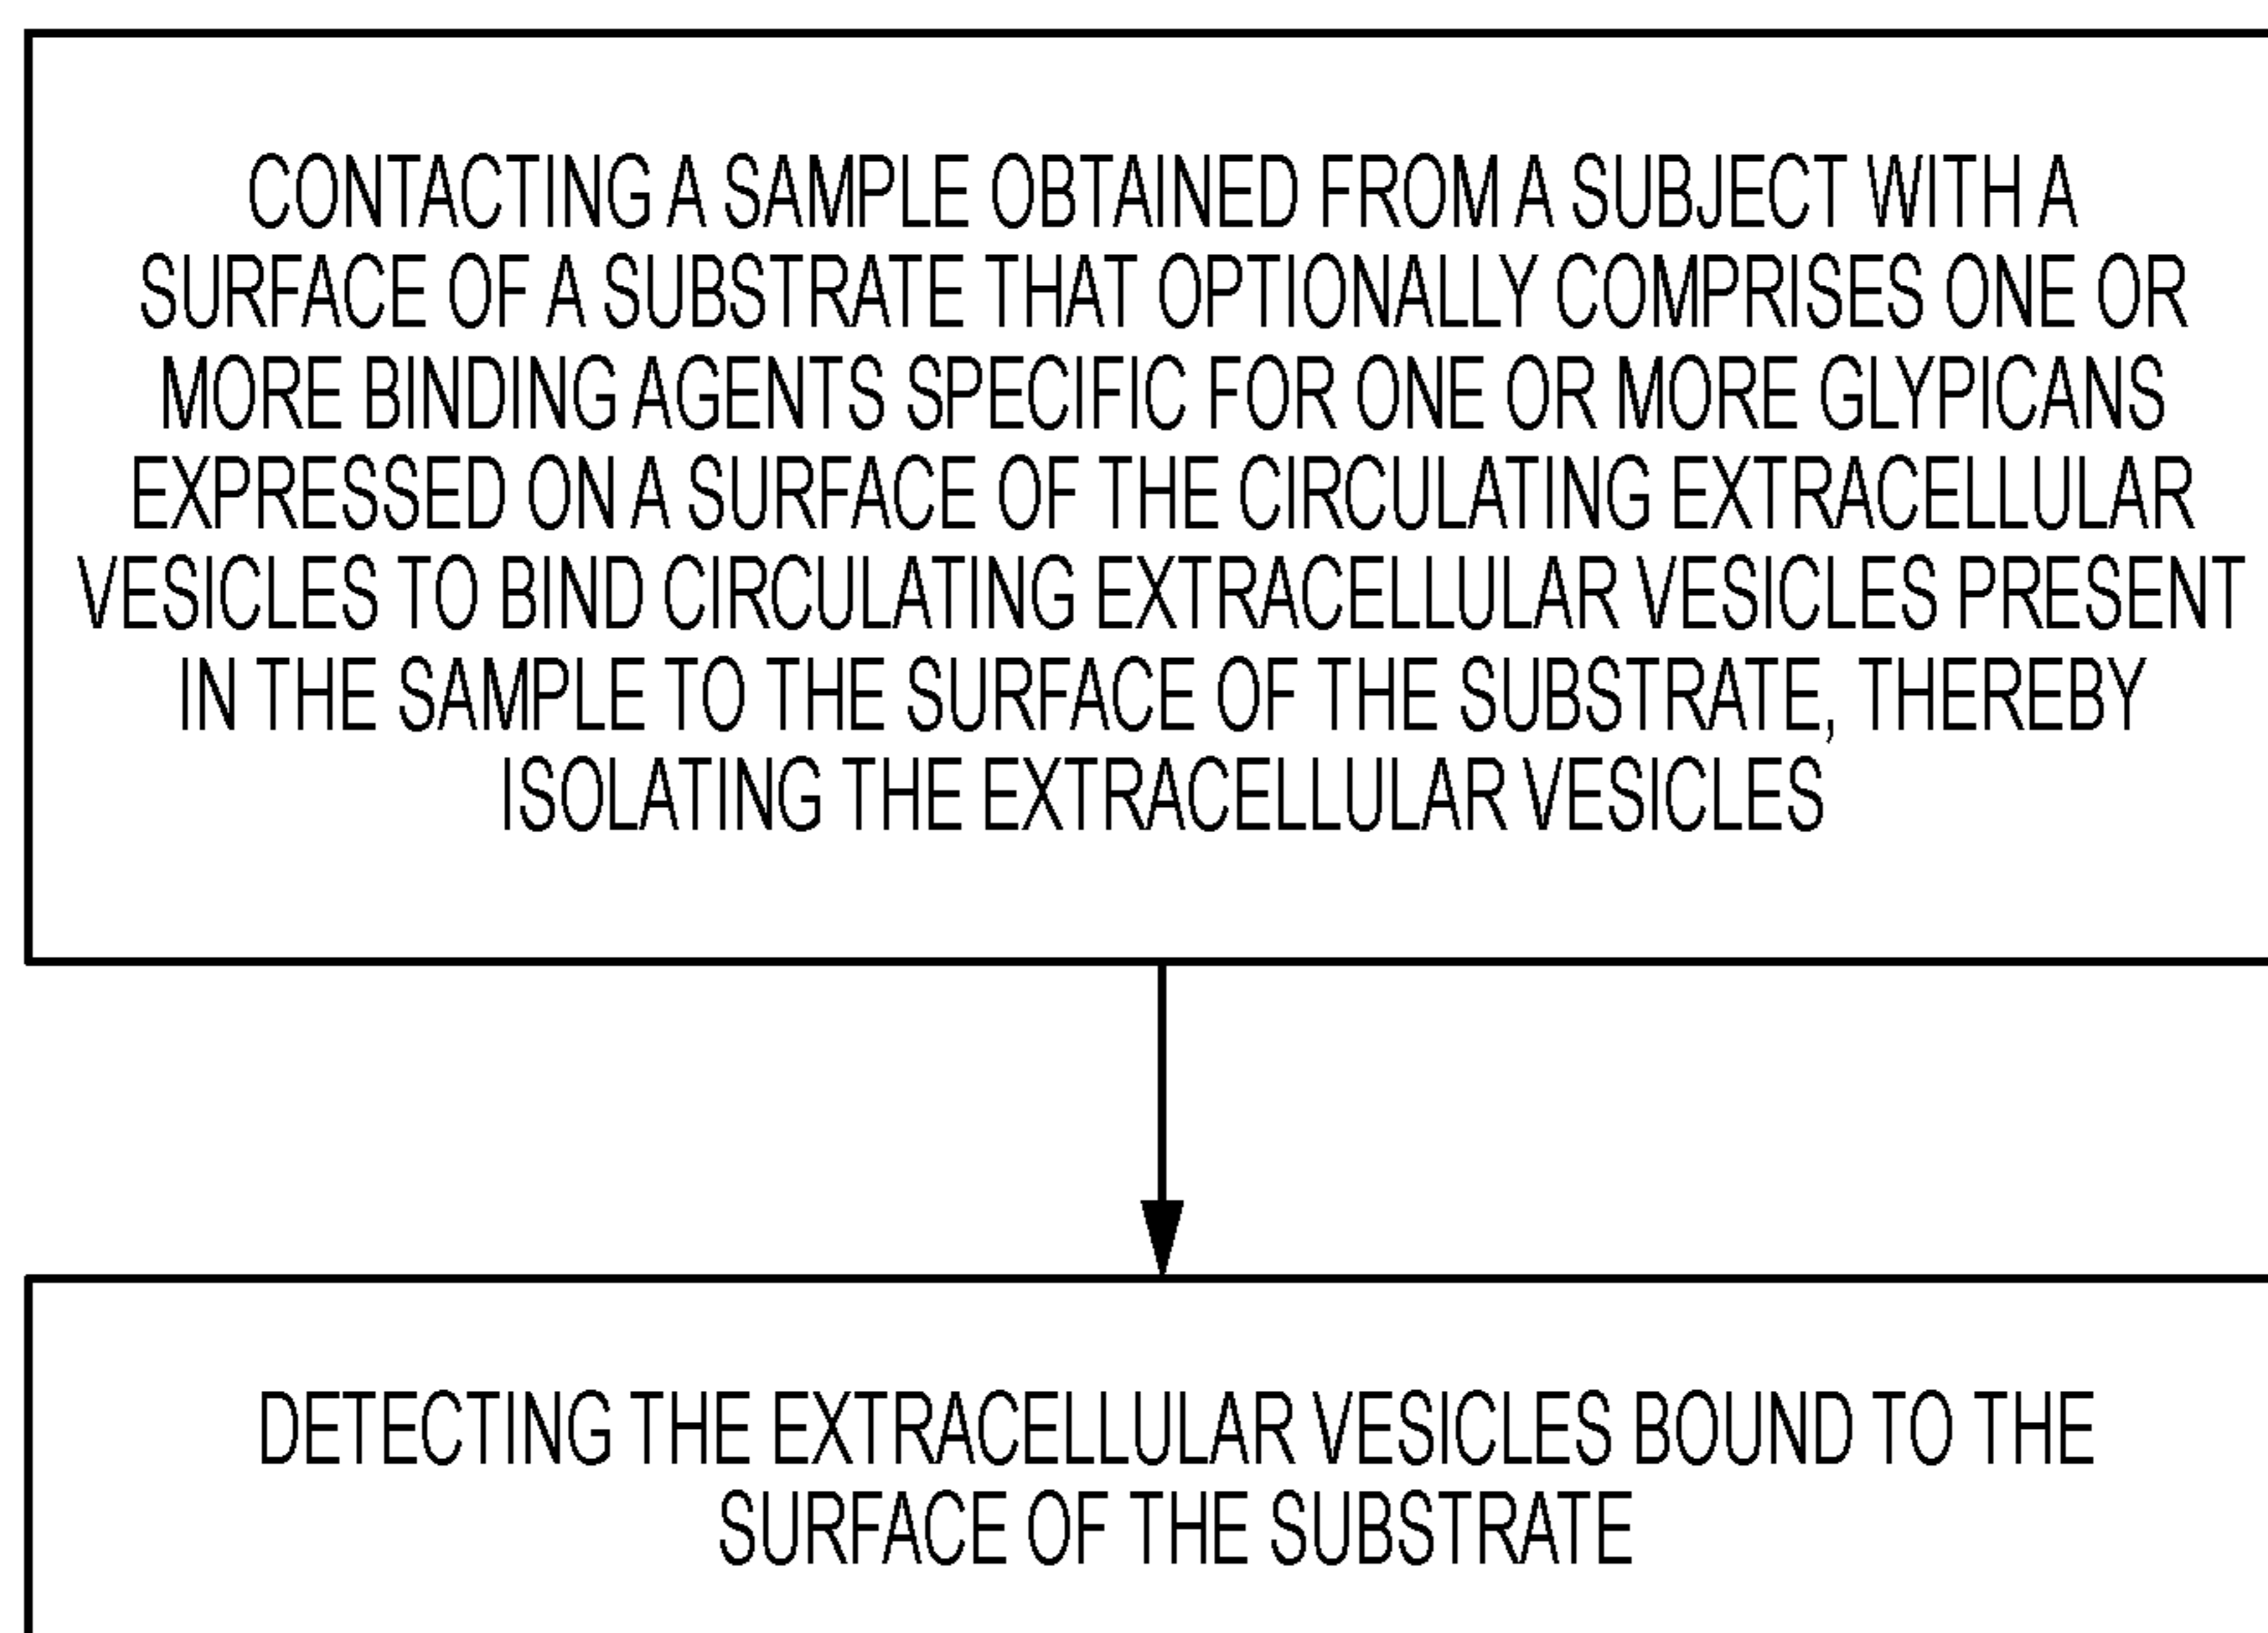 CONTACTING A SAMPLE OBTAINED FROM A SUBJECT WITH A
SURFACE OF A SUBSTRATE THAT OPTIONALLY COMPRISES ONE OR
MORE BINDING AGENTS SPECIFIC FOR ONE OR MORE GLYPICANS
EXPRESSED ON A SURFACE OF THE CIRCULATING EXTRACELLULAR
VESICLES TO BIND CIRCULATING EXTRACELLULAR VESICLES PRESENT
IN THE SAMPLE TO THE SURFACE OF THE SUBSTRATE, THEREBY
ISOLATING THE EXTRACELLULAR VESICLES
DETECTING THE EXTRACELLULAR VESICLES BOUND TO THE
SURFACE OF THE SUBSTRATE